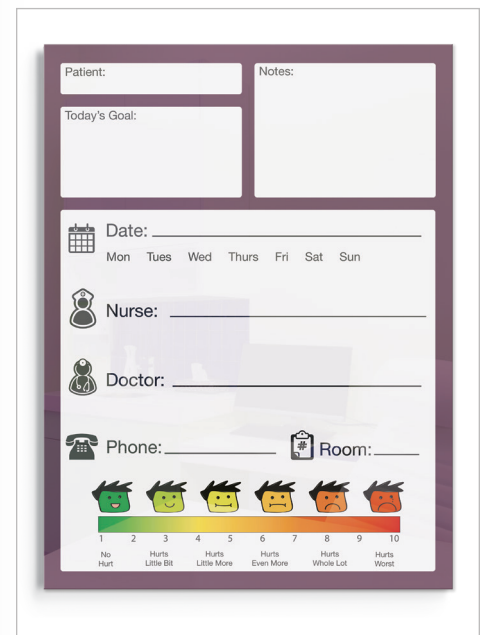 Patient:
Notes:
Today's Goal:
Date:
Mon Tues Wed Thurs Fri Sat Sun
Nurse:
Doctor:
Phone:
# Room:
1 2 3 4 5 6 7 8 9 10
No Hurt
Hurts Little Bit
Hurts Little More
Hurts Even More
Hurts Whole Lot
Hurts Worst